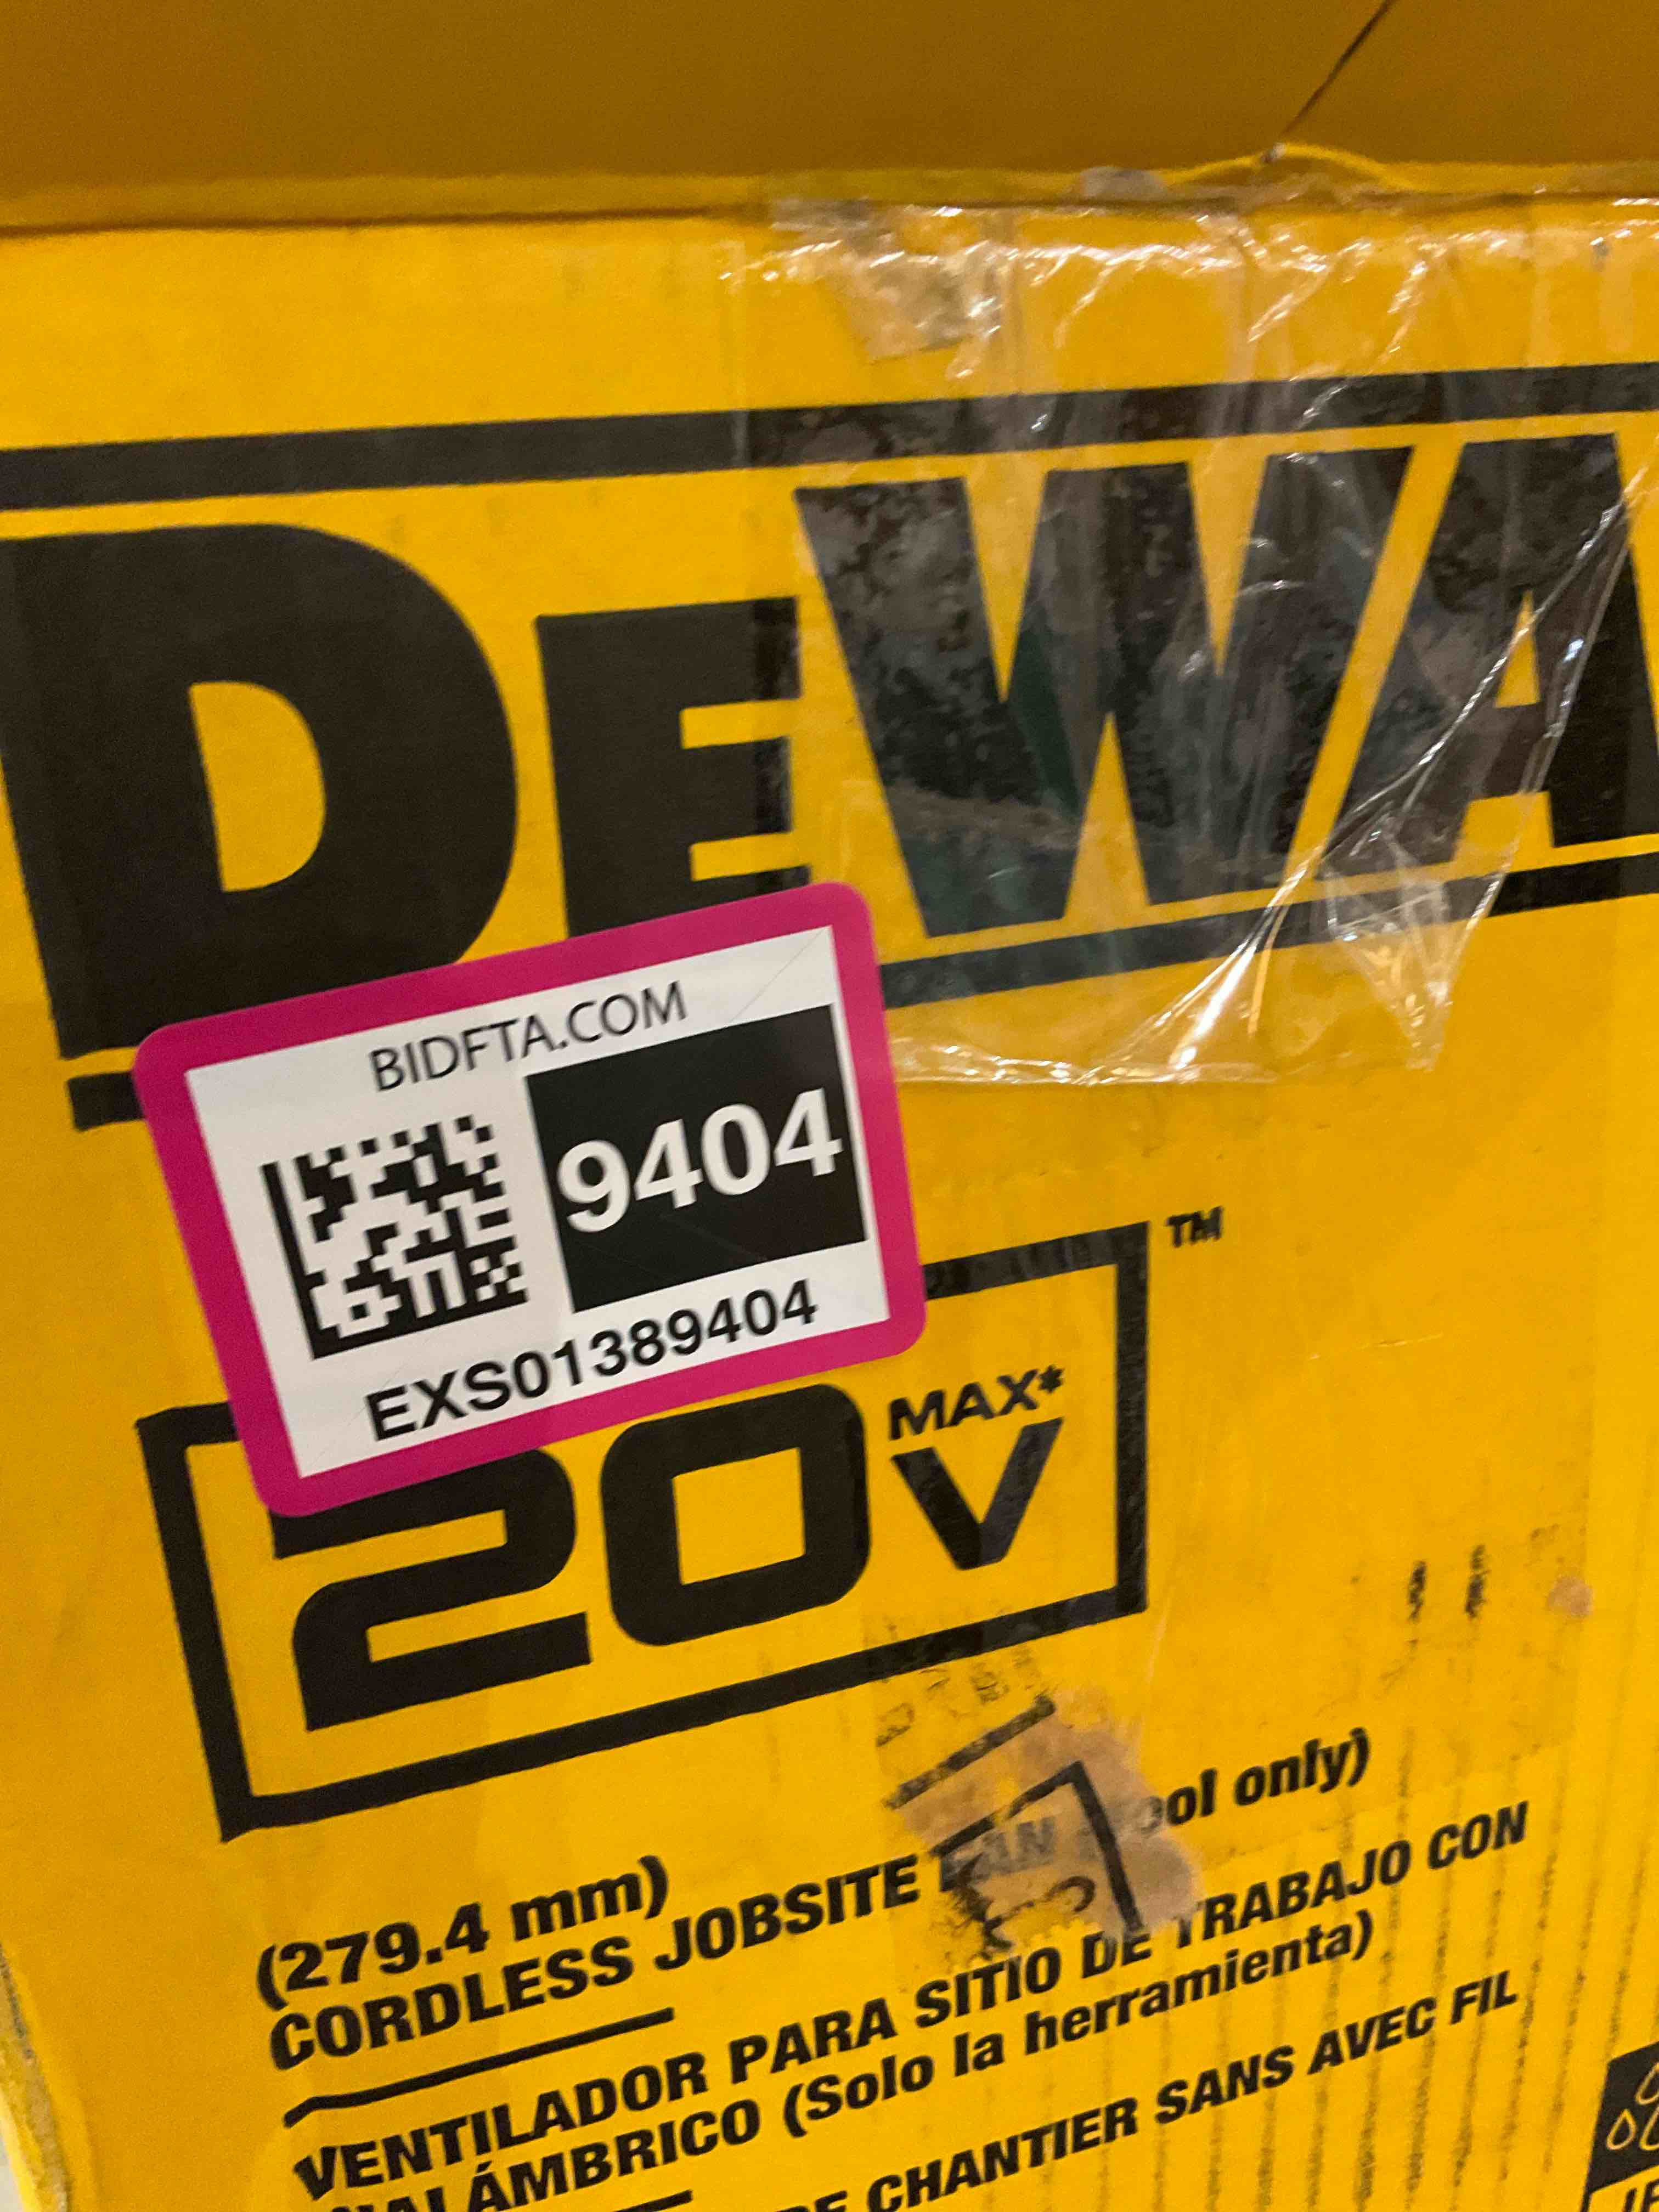 DEWA
BIDFTA.COM
9404
EXS01389404
TM
20V MAX*
(279.4 mm)
CORDLESS JOBSITE FAN only)
VENTILADOR PARA SITIO DE TRABAJO CON
(Solo la herramienta)
CHANTIER SANS AVEC FIL